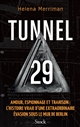 Helena Merriman
TUNNEL
29
AMOUR, ESPIONNAGE ET TRAHISON:
L'HISTOIRE VRAIE D'UNE EXTRAORDINAIRE
ÉVASION SOUS LE MUR DE BERLIN
Stock